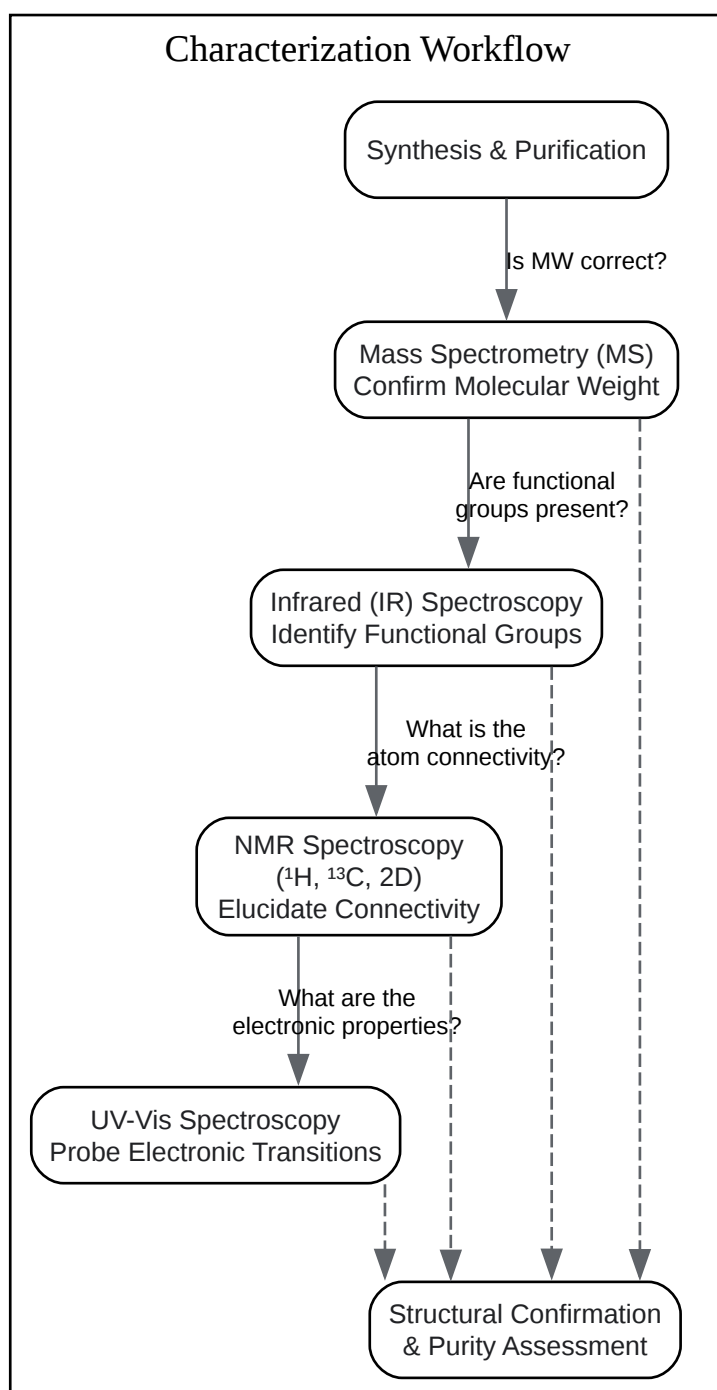 Characterization Workflow
Synthesis & Purification
Is MW correct?
Mass Spectrometry (MS)
Confirm Molecular Weight
Are functional
groups present?
Infrared (IR) Spectroscopy
Identify Functional Groups
What is the
atom connectivity?
NMR Spectroscopy
(¹H, ¹³C, 2D)
Elucidate Connectivity
What are the
electronic properties?
UV-Vis Spectroscopy
Probe Electronic Transitions
Structural Confirmation
& Purity Assessment